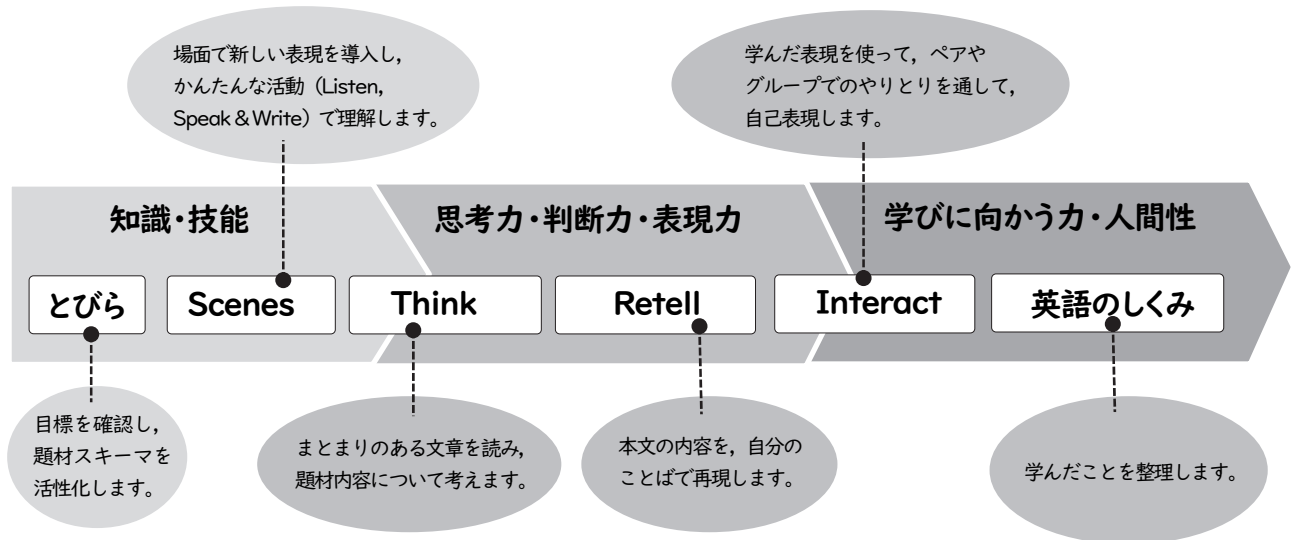 場面で新しい表現を導入し,
かんたんな活動（Listen,
Speak & Write）で理解します。
学んだ表現を使って，ペアや
グループでのやりとりを通して,
自己表現します。
知識・技能
思考力・判断力・表現力
学びに向かう力・人間性
とびら
Scenes
Think
Retell
Interact
英語のしくみ
目標を確認し,
題材スキーマを
活性化します。
まとまりのある文章を読み,
題材内容について考えます。
本文の内容を，自分の
ことばで再現します。
学んだことを整理します。